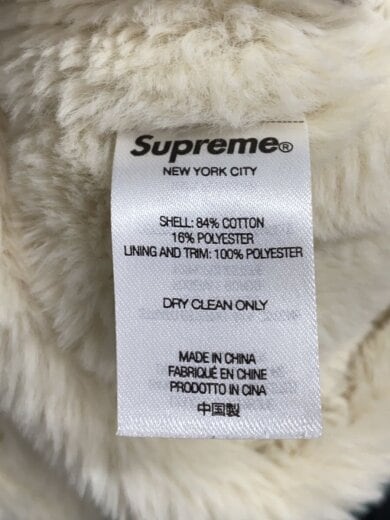 Supreme®
NEW YORK CITY
SHELL: 84% COTTON
16% POLYESTER
LINING AND TRIM: 100% POLYESTER
DRY CLEAN ONLY
MADE IN CHINA
FABRIQUÉ EN CHINE
PRODOTTO IN CINA
中国製